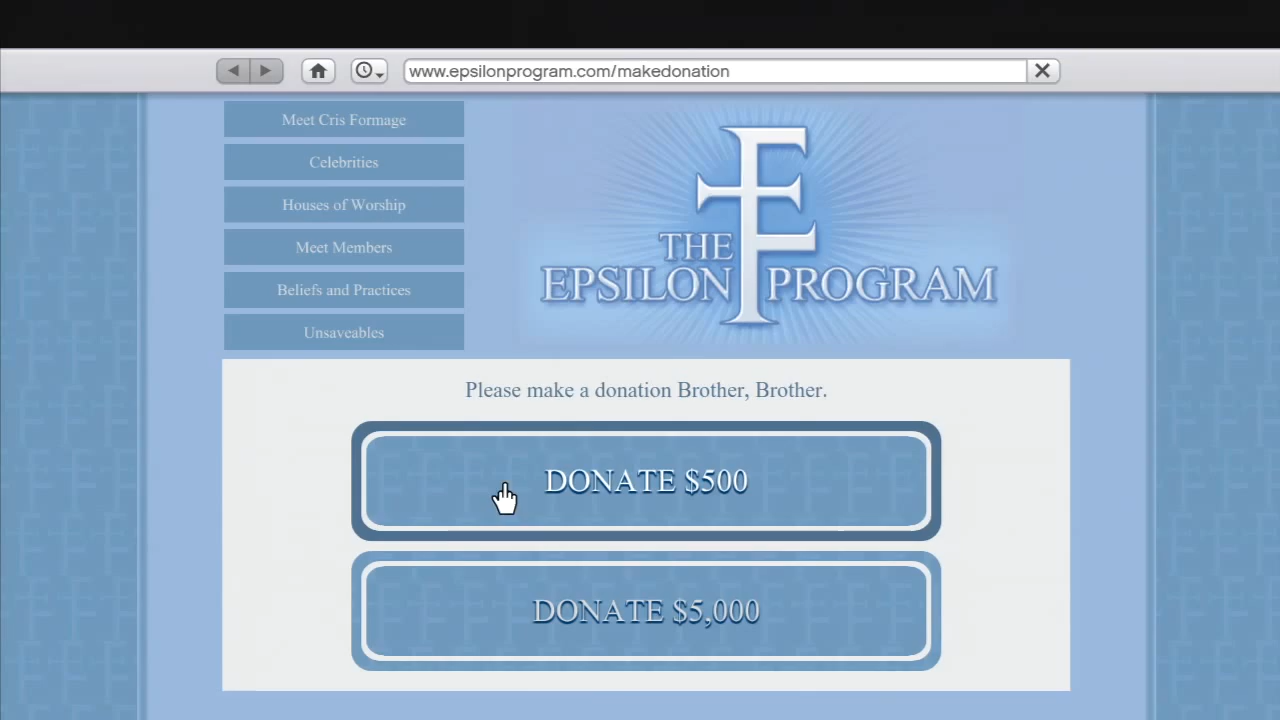 www.epsilonprogram.com/makedonation
Meet Cris Formage
Celebrities
Houses of Worship
Meet Members
Beliefs and Practices
Unsaveables
THE
EPSILON PROGRAM
Please make a donation Brother, Brother.
DONATE $500
DONATE $5,000